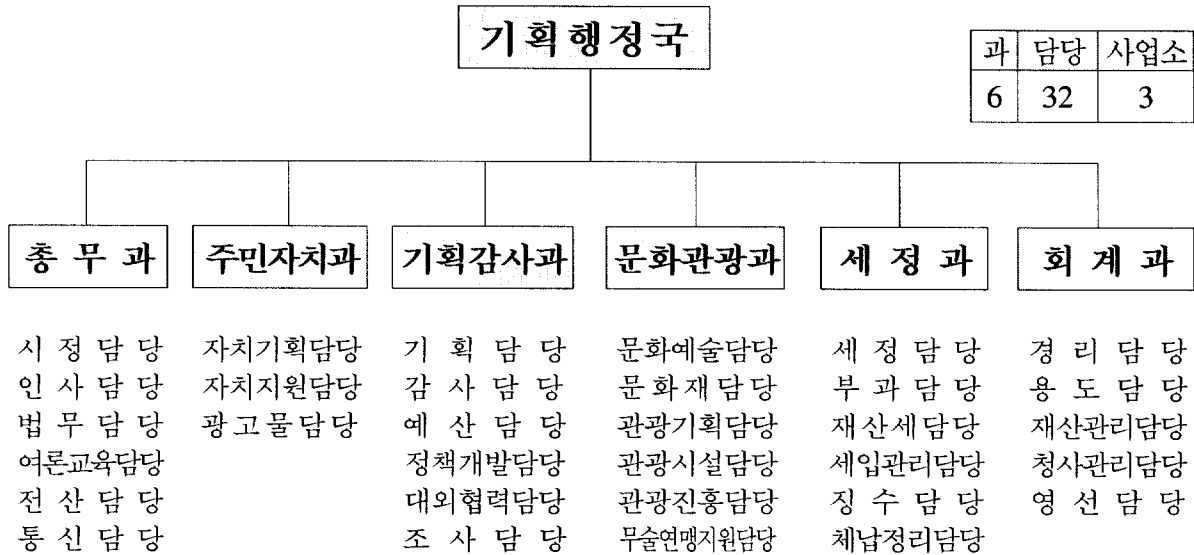 기획행정국
과 담당 사업소
6 32 3
총무과 주민자치과 기획감사과 문화관광과 세정과 회계과
시정담당 자치기획담당 기획담당 문화예술담당 세정담당 경리담당
인사담당 자치지원담당 감사담당 문화재담당 부과담당 용도담당
법무담당 광고물담당 예산담당 관광기획담당 재산세담당 재산관리담당
여론교육담당 정책개발담당 관광시설담당 세입관리담당 청사관리담당
전산담당 대외협력담당 관광진흥담당 징수담당 영선담당
통신담당 조사담당 무술연맹지원담당 체납정리담당